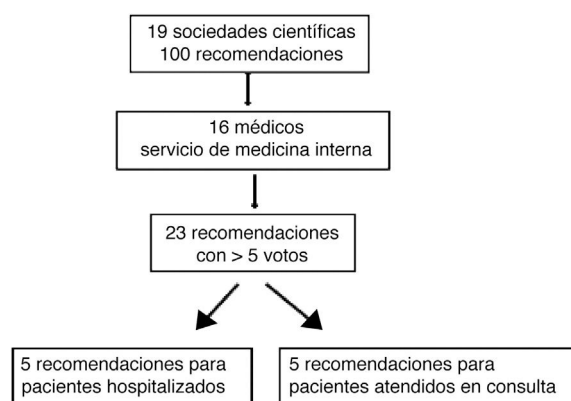 19 sociedades científicas
100 recomendaciones
16 médicos
servicio de medicina interna
23 recomendaciones
con > 5 votos
5 recomendaciones para
pacientes hospitalizados
5 recomendaciones para
pacientes atendidos en consulta